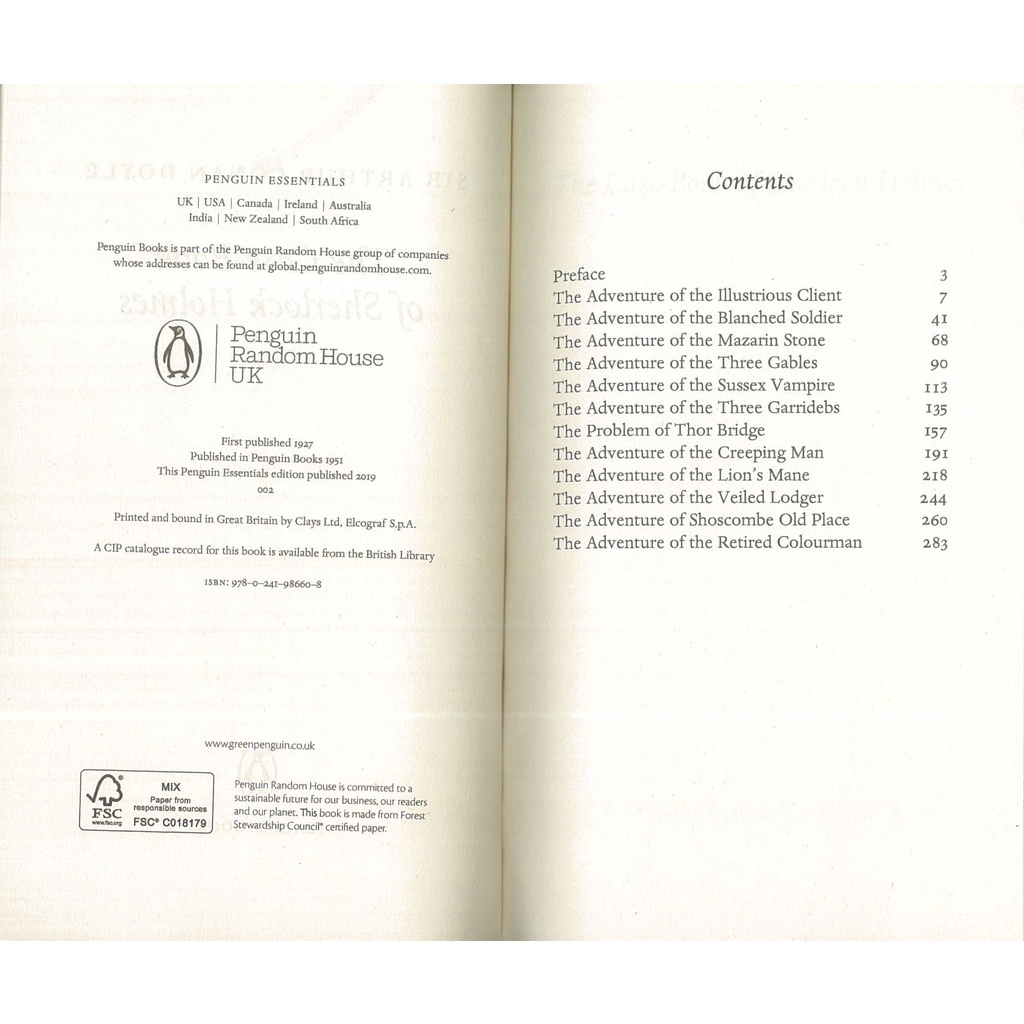 PENGUIN ESSENTIALS
UK | USA | Canada | Ireland | Australia
India | New Zealand | South Africa
Penguin Books is part of the Penguin Random House group of companies
whose addresses can be found at global.penguinrandomhouse.com.
Penguin
Random House
UK
First published 1927
Published in Penguin Books 1951
This Penguin Essentials edition published 2019
002
Printed and bound in Great Britain by Clays Ltd, Elcograf S.p.A.
A CIP catalogue record for this book is available from the British Library
ISBN: 978-0-241-98660-8
www.greenpenguin.co.uk
FSC
www.fsc.org
MIX
Paper from
responsible sources
FSC® C018179
Penguin Random House is committed to a
sustainable future for our business, our readers
and our planet. This book is made from Forest
Stewardship Council® certified paper.
Contents
Preface 3
The Adventure of the Illustrious Client 7
The Adventure of the Blanched Soldier 41
The Adventure of the Mazarin Stone 68
The Adventure of the Three Gables 90
The Adventure of the Sussex Vampire 113
The Adventure of the Three Garridebs 135
The Problem of Thor Bridge 157
The Adventure of the Creeping Man 191
The Adventure of the Lion's Mane 218
The Adventure of the Veiled Lodger 244
The Adventure of Shoscombe Old Place 260
The Adventure of the Retired Colourman 283